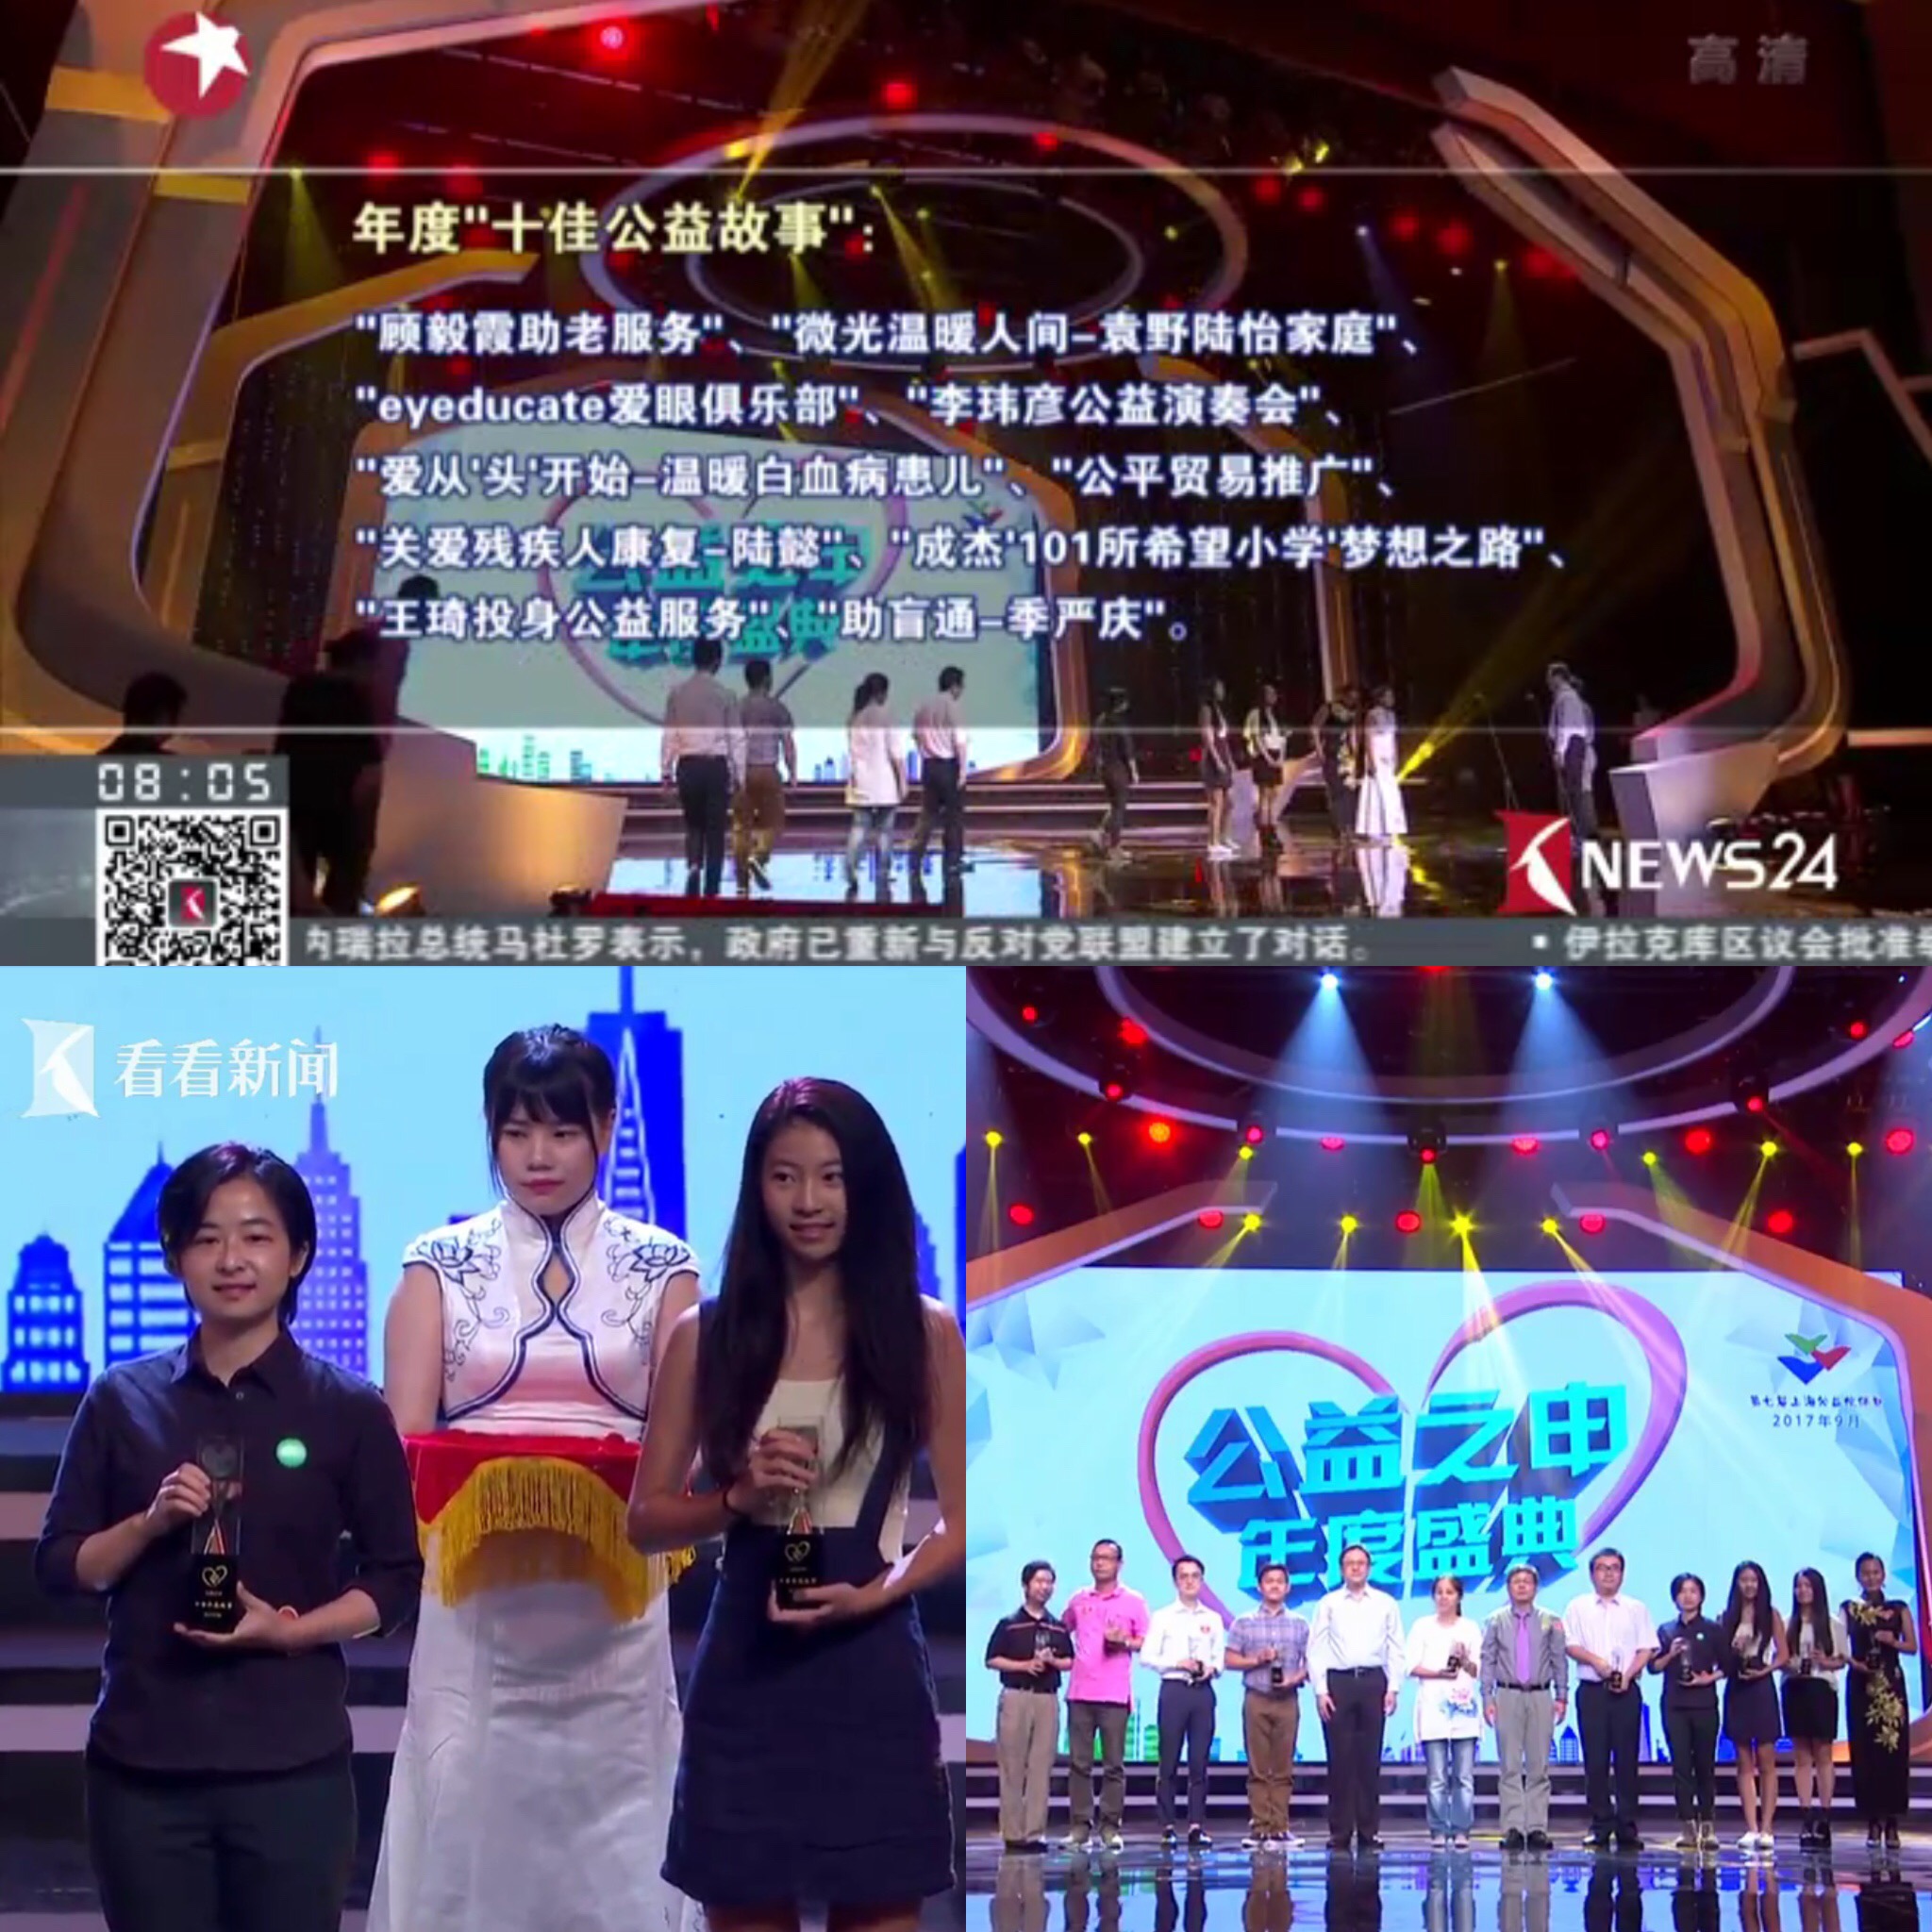 高清
年度"十佳公益故事"：
"顾毅霞助老服务"、"微光温暖人间-袁野陆怡家庭"、
"eyeducate爱眼俱乐部"、"李玮彦公益演奏会"、
"爱从'头'开始-温暖白血病患儿"、"公平贸易推广"、
"关爱残疾人康复-陆懿"、"成杰'101所希望小学'梦想之路"、
"王琦投身公益服务"、"助盲通-季严庆"。
08:05
NEWS24
内瑞拉总统马杜罗表示，政府已重新与反对党联盟建立了对话。
▪ 伊拉克库区议会批准
看看新闻
公益之申
年度盛典
2017年9月